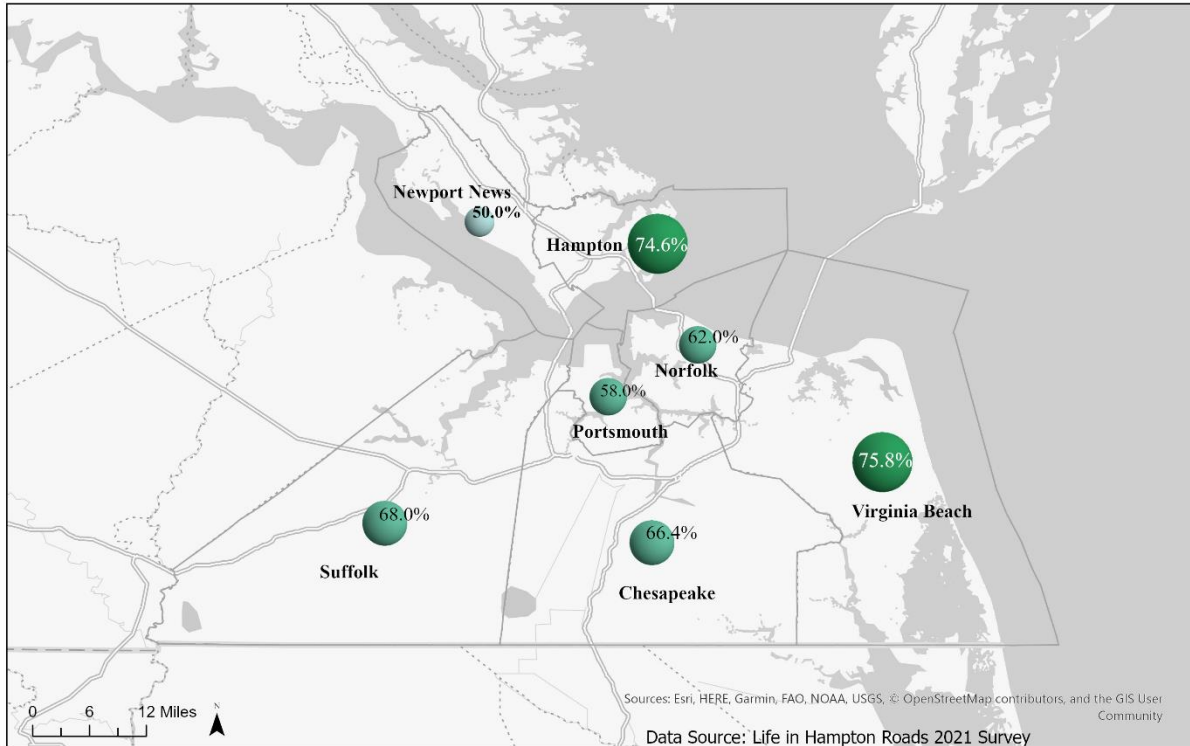 Newport News
50.0%
Hampton
74.6%
62.0%
Norfolk
58.0%
Portsmouth
75.8%
Virginia Beach
68.0%
Suffolk
66.4%
Chesapeake
Sources: Esri, HERE, Garmin, FAO, NOAA, USGS, © OpenStreetMap contributors, and the GIS User
Community
0 6 12 Miles
N
Data Source: Life in Hampton Roads 2021 Survey